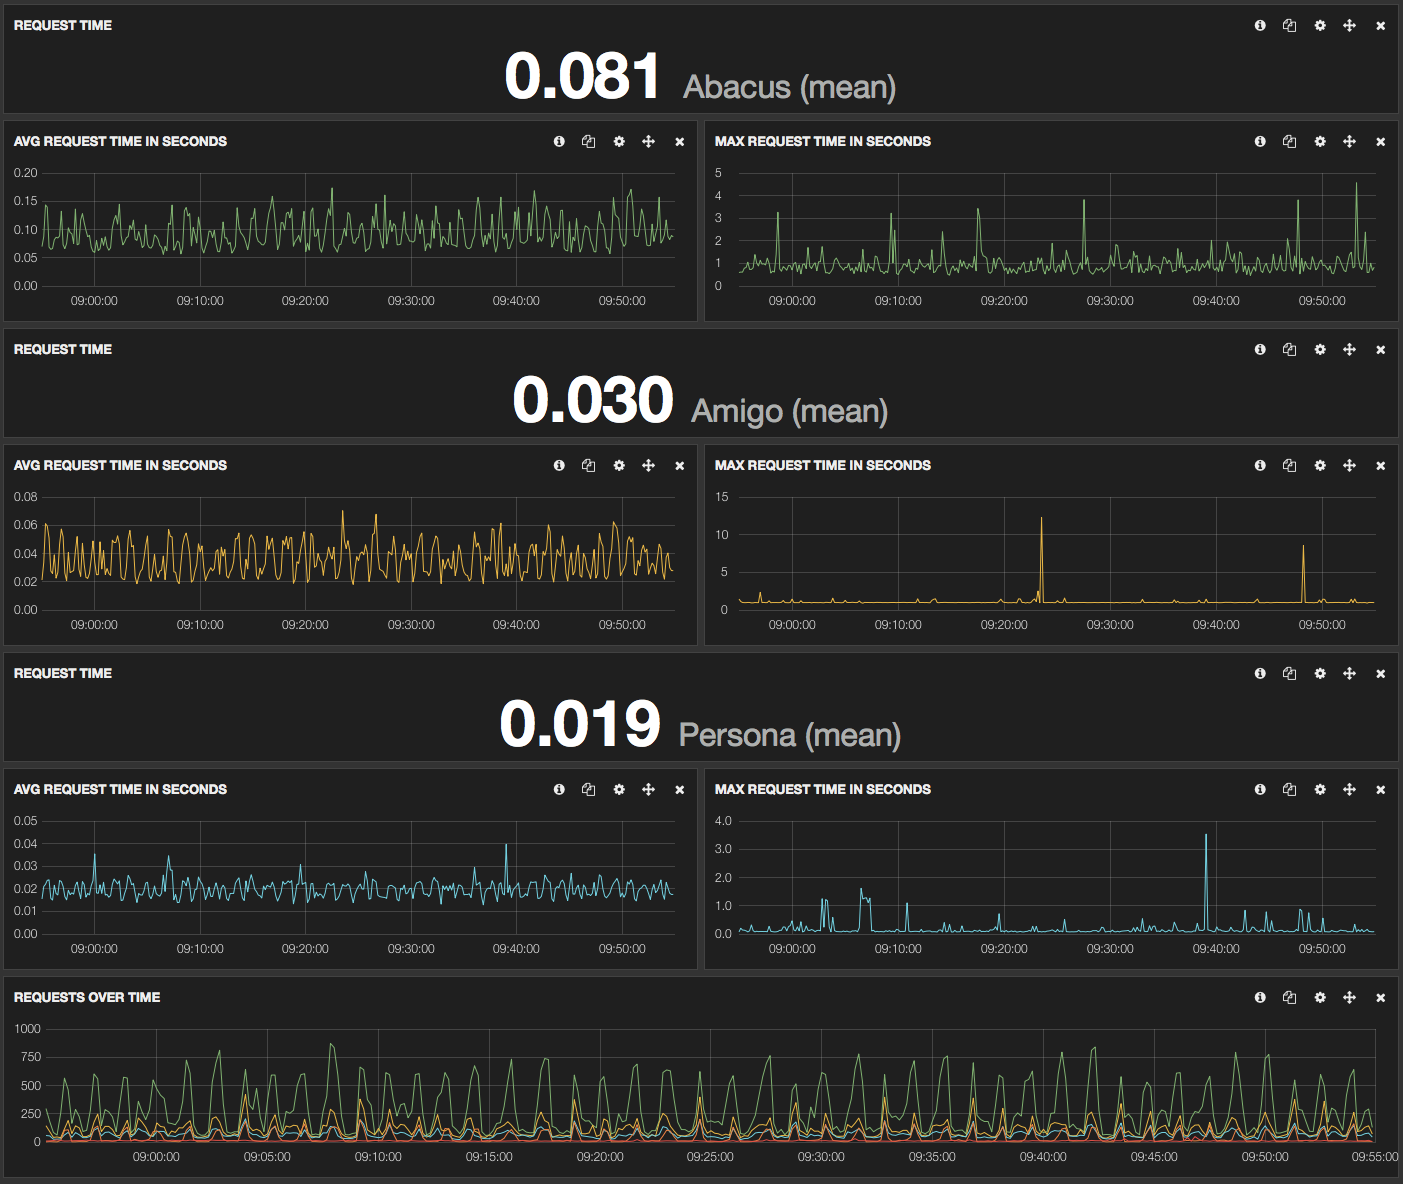 REQUEST TIME
0.081 Abacus (mean)
AVG REQUEST TIME IN SECONDS
0.20
0.15
0.10
0.05
0.00
09:00:00 09:10:00 09:20:00 09:30:00 09:40:00 09:50:00
MAX REQUEST TIME IN SECONDS
5
4
3
2
1
0
09:00:00 09:10:00 09:20:00 09:30:00 09:40:00 09:50:00
REQUEST TIME
0.030 Amigo (mean)
AVG REQUEST TIME IN SECONDS
0.08
0.06
0.04
0.02
0.00
09:00:00 09:10:00 09:20:00 09:30:00 09:40:00 09:50:00
MAX REQUEST TIME IN SECONDS
15
10
5
0
09:00:00 09:10:00 09:20:00 09:30:00 09:40:00 09:50:00
REQUEST TIME
0.019 Persona (mean)
AVG REQUEST TIME IN SECONDS
0.05
0.04
0.03
0.02
0.01
0.00
09:00:00 09:10:00 09:20:00 09:30:00 09:40:00 09:50:00
MAX REQUEST TIME IN SECONDS
4.0
3.0
2.0
1.0
0.0
09:00:00 09:10:00 09:20:00 09:30:00 09:40:00 09:50:00
REQUESTS OVER TIME
1000
750
500
250
0
09:00:00 09:05:00 09:10:00 09:15:00 09:20:00 09:25:00 09:30:00 09:35:00 09:40:00 09:45:00 09:50:00 09:55:00